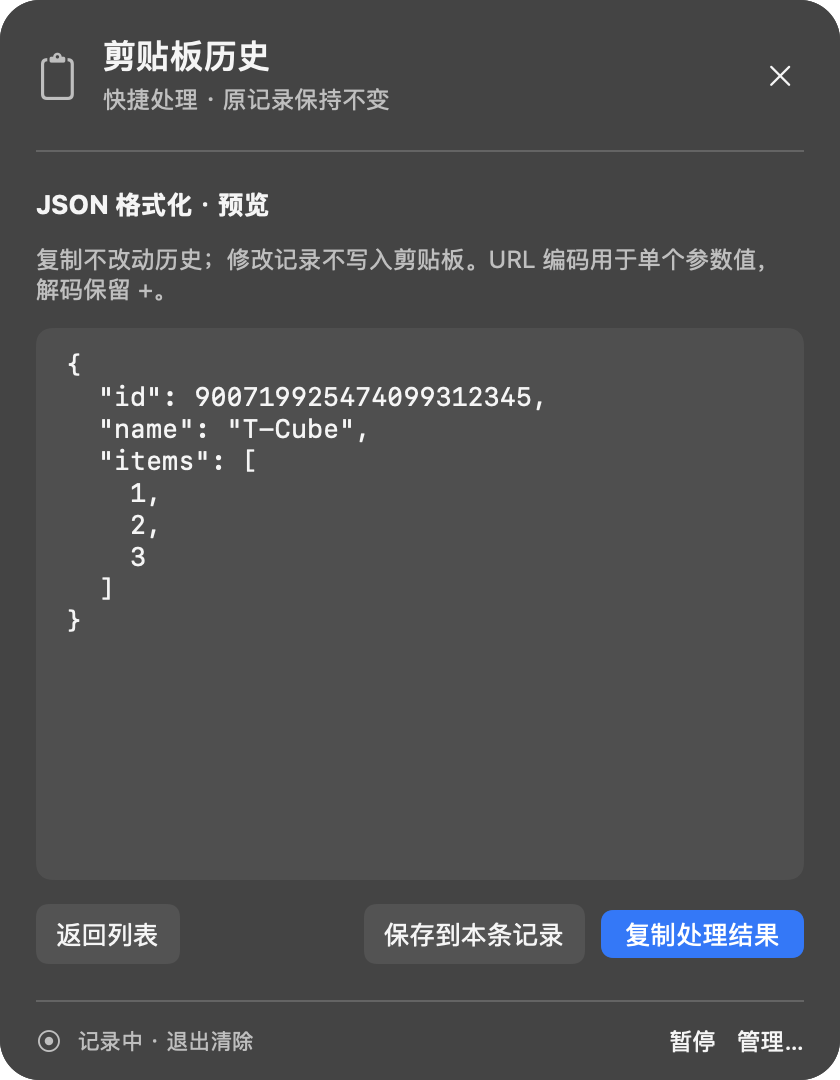 剪贴板历史
快捷处理 · 原记录保持不变
JSON 格式化 · 预览
复制不改动历史；修改记录不写入剪贴板。URL 编码用于单个参数值，
解码保留 +。
{
  "id": 900719925474099312345,
  "name": "T-Cube",
  "items": [
    1,
    2,
    3
  ]
}
返回列表 保存到本条记录 复制处理结果
记录中 · 退出清除 暂停 管理...